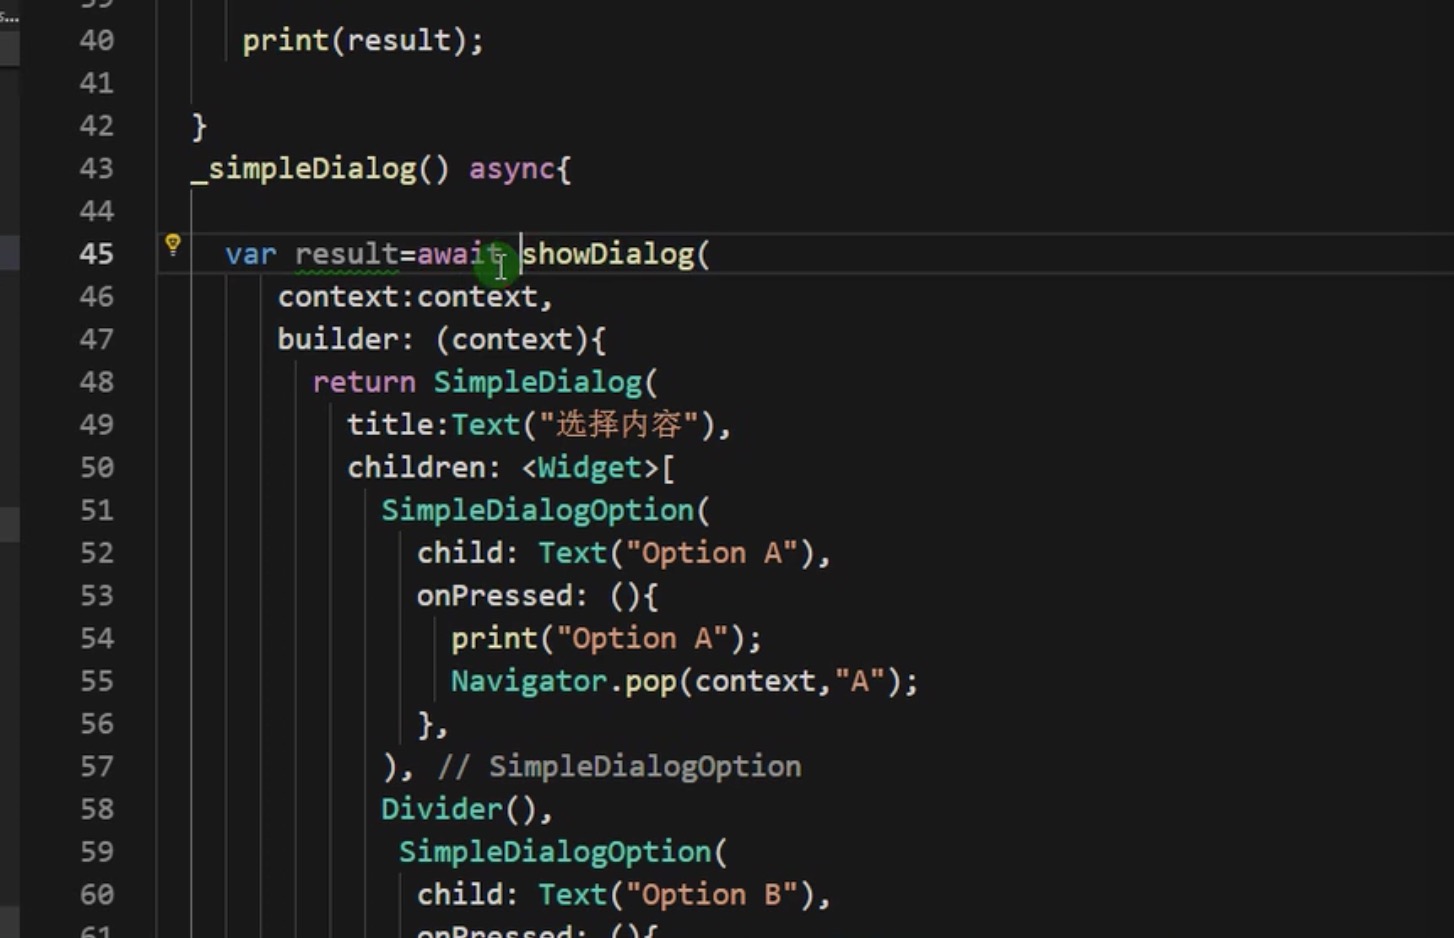 s...
40 print(result);
41
42 }
43 _simpleDialog() async{
44
45 var result=await showDialog(
46 context:context,
47 builder: (context){
48 return SimpleDialog(
49 title:Text("选择内容"),
50 children: <Widget>[
51 SimpleDialogOption(
52 child: Text("Option A"),
53 onPressed: (){
54 print("Option A");
55 Navigator.pop(context,"A");
56 },
57 ), // SimpleDialogOption
58 Divider(),
59 SimpleDialogOption(
60 child: Text("Option B"),
61 onPressed: (){